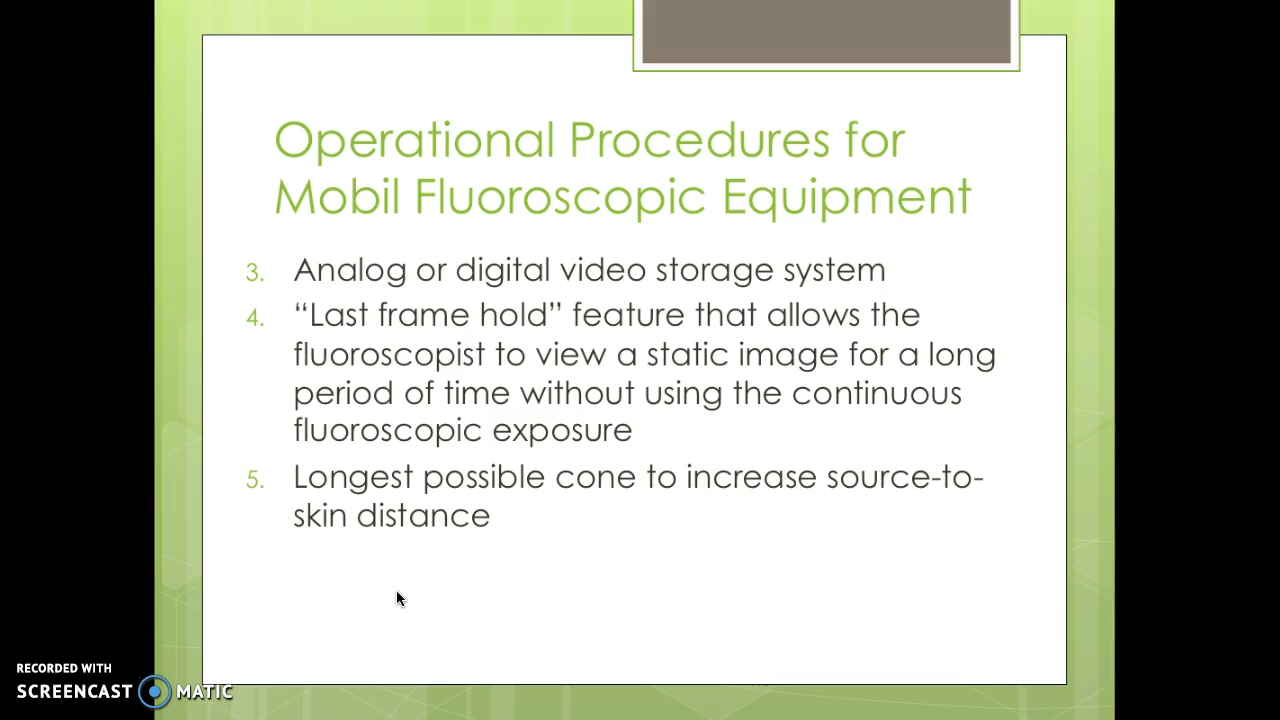 Operational Procedures for
Mobil Fluoroscopic Equipment
3. Analog or digital video storage system
4. “Last frame hold” feature that allows the
fluoroscopist to view a static image for a long
period of time without using the continuous
fluoroscopic exposure
5. Longest possible cone to increase source-to-
skin distance
RECORDED WITH
SCREENCAST MATIC